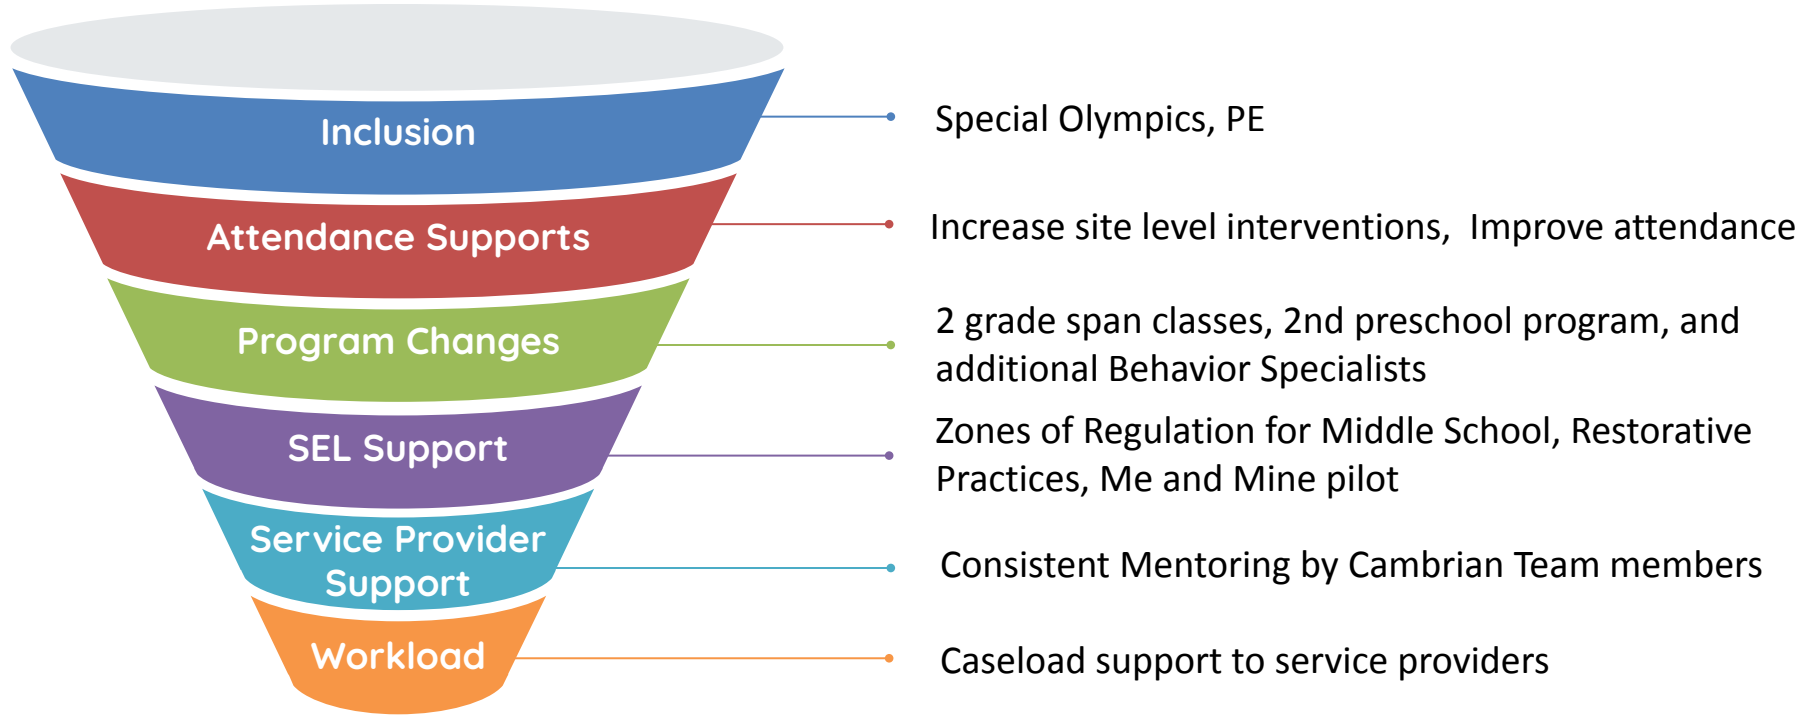 Inclusion
Special Olympics, PE
Attendance Supports
Increase site level interventions,  Improve attendance
Program Changes
2 grade span classes, 2nd preschool program, and
additional Behavior Specialists
SEL Support
Zones of Regulation for Middle School, Restorative
Practices, Me and Mine pilot
Service Provider
Support
Consistent Mentoring by Cambrian Team members
Workload
Caseload support to service providers